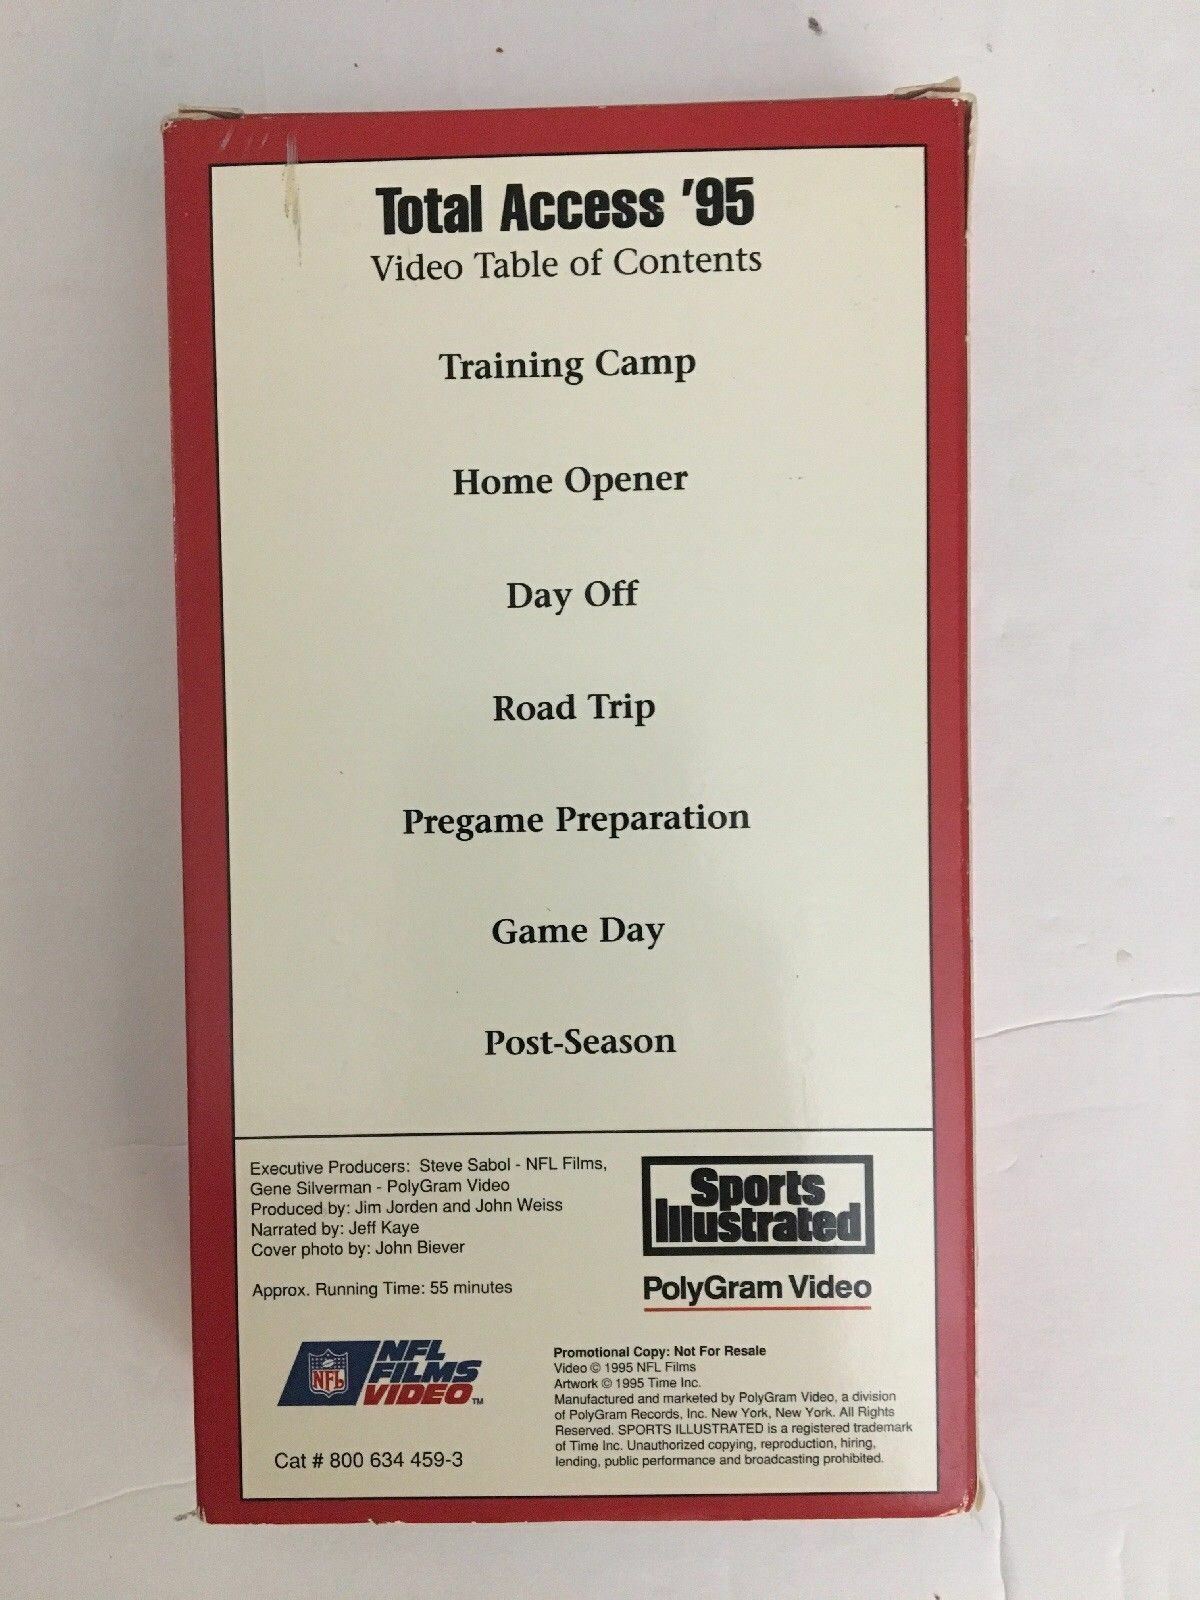 Total Access '95
Video Table of Contents
Training Camp
Home Opener
Day Off
Road Trip
Pregame Preparation
Game Day
Post-Season
Executive Producers: Steve Sabol - NFL Films,
Gene Silverman - PolyGram Video
Produced by: Jim Jorden and John Weiss
Narrated by: Jeff Kaye
Cover photo by: John Biever
Approx. Running Time: 55 minutes
Sports
Illustrated
PolyGram Video
NFL
NFL
FILMS
VIDEO™
Cat # 800 634 459-3
Promotional Copy: Not For Resale
Video © 1995 NFL Films
Artwork © 1995 Time Inc.
Manufactured and marketed by PolyGram Video, a division
of PolyGram Records, Inc. New York, New York. All Rights
Reserved. SPORTS ILLUSTRATED is a registered trademark
of Time Inc. Unauthorized copying, reproduction, hiring,
lending, public performance and broadcasting prohibited.